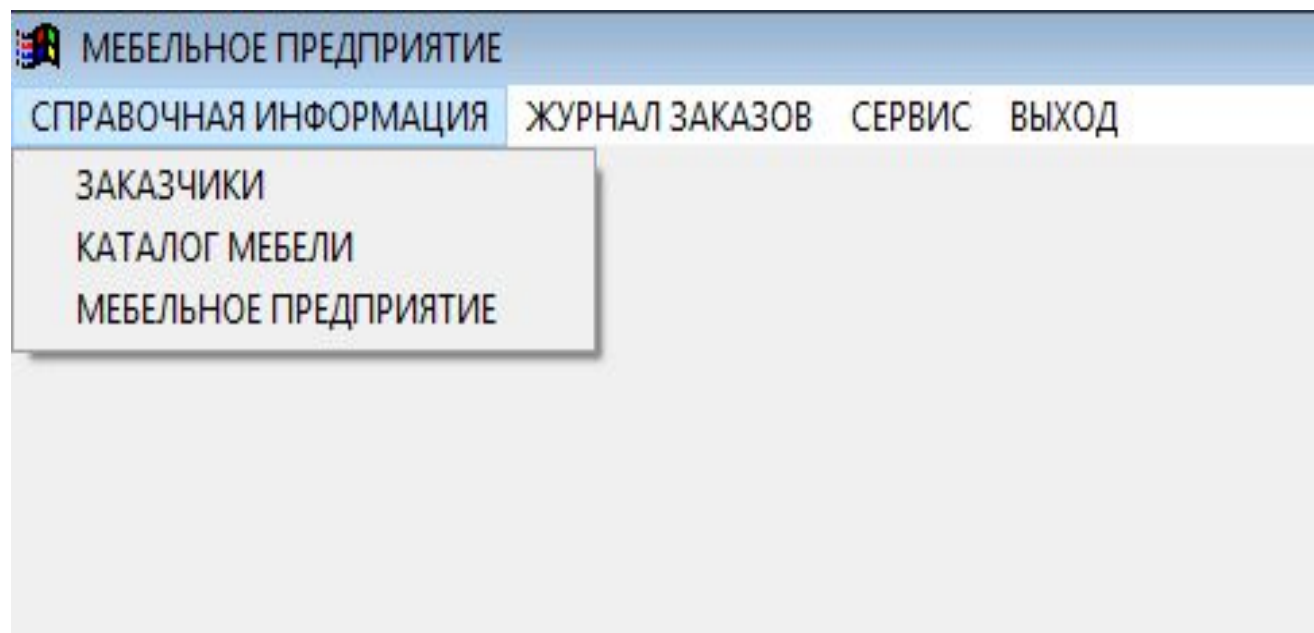 МЕБЕЛЬНОЕ ПРЕДПРИЯТИЕ
СПРАВОЧНАЯ ИНФОРМАЦИЯ ЖУРНАЛ ЗАКАЗОВ СЕРВИС ВЫХОД
ЗАКАЗЧИКИ
КАТАЛОГ МЕБЕЛИ
МЕБЕЛЬНОЕ ПРЕДПРИЯТИЕ